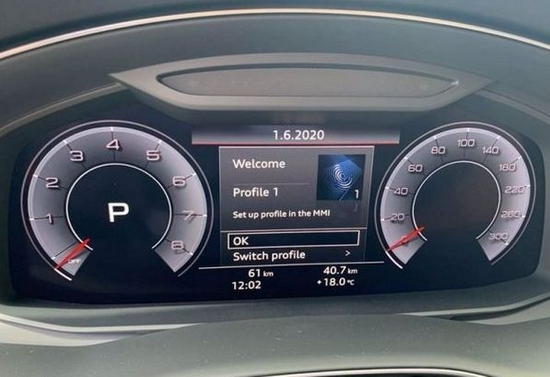 1.6.2020
Welcome
Profile 1
1
Set up profile in the MMI
OK
Switch profile >
61 km
40.7 km
12:02
+18.0 °C
OFF
1
2
3
4
5
6
7
8
P
20
60
80
100
140
180
220
260
300